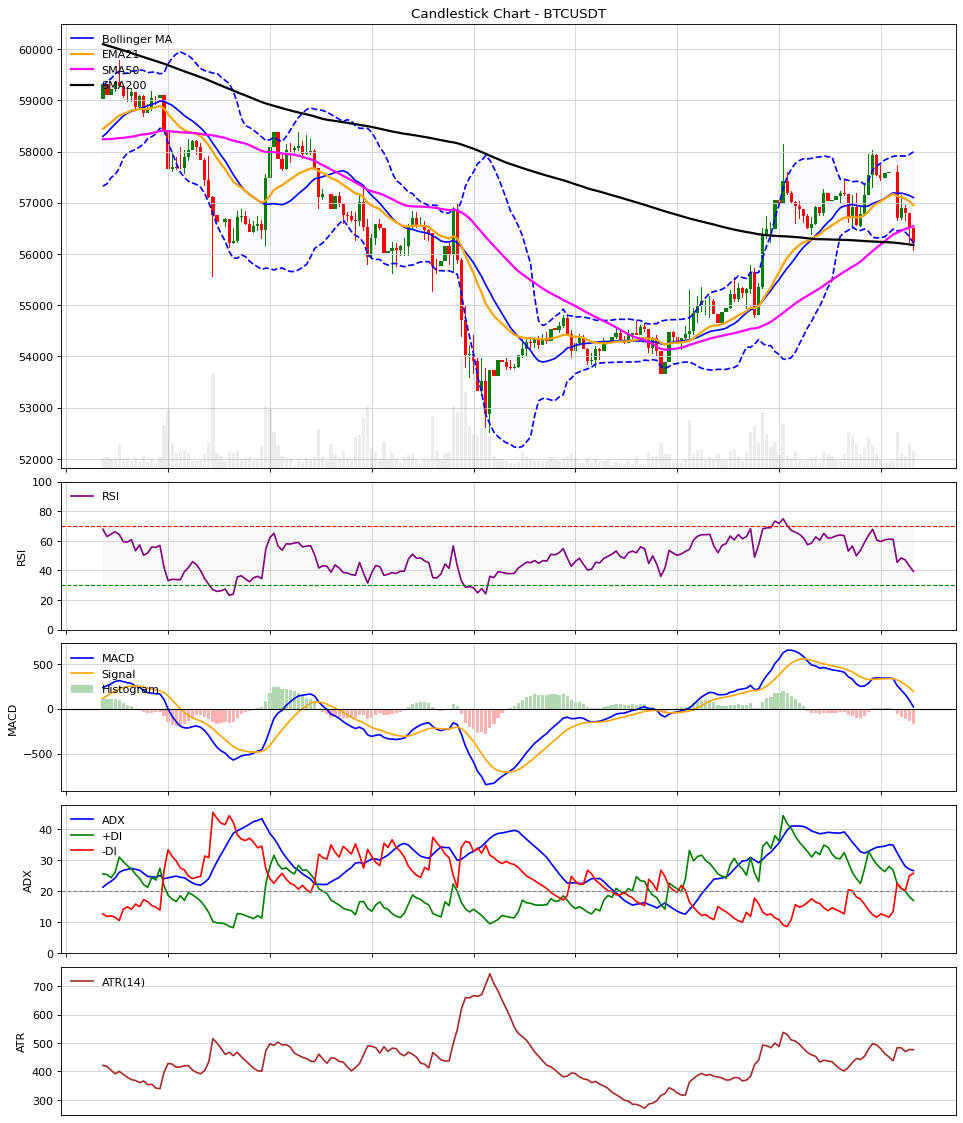 Candlestick Chart - BTCUSDT
Bollinger MA
EMA21
SMA50
SMA200
60000
59000
58000
57000
56000
55000
54000
53000
52000
RSI
100
80
60
40
20
0
RSI
MACD
Signal
Histogram
500
0
−500
MACD
ADX
+DI
-DI
40
30
20
10
0
ADX
ATR(14)
700
600
500
400
300
ATR